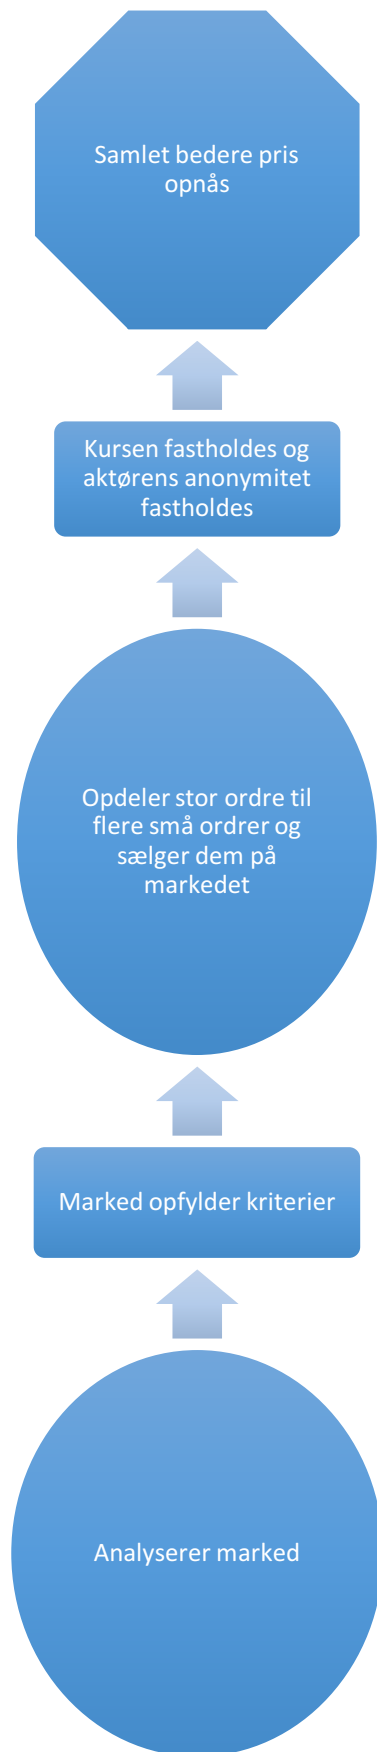 Samlet bedere pris
opnås
Kursen fastholdes og
aktørens anonymitet
fastholdes
Opdeler stor ordre til
flere små ordrer og
sælger dem på
markedet
Marked opfylder kriterier
Analyserer marked